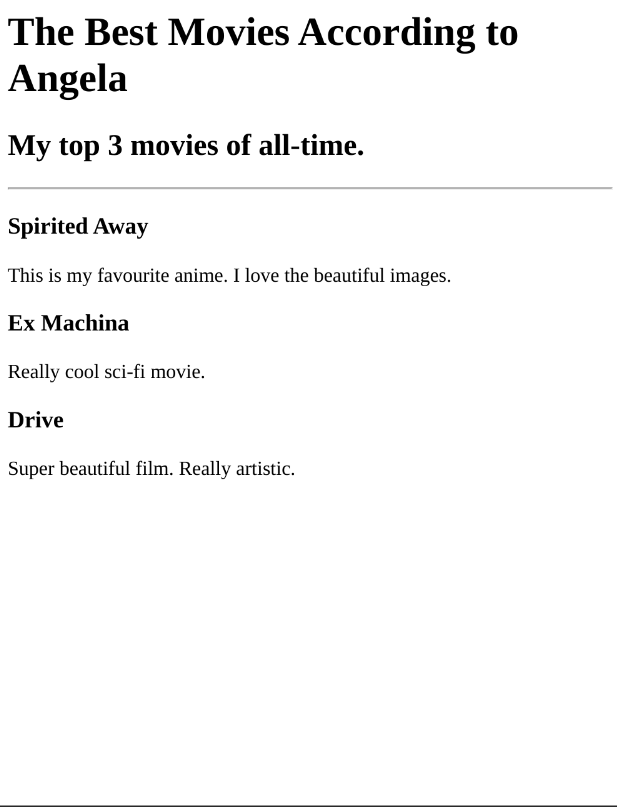 The Best Movies According to
Angela
My top 3 movies of all-time.
Spirited Away
This is my favourite anime. I love the beautiful images.
Ex Machina
Really cool sci-fi movie.
Drive
Super beautiful film. Really artistic.